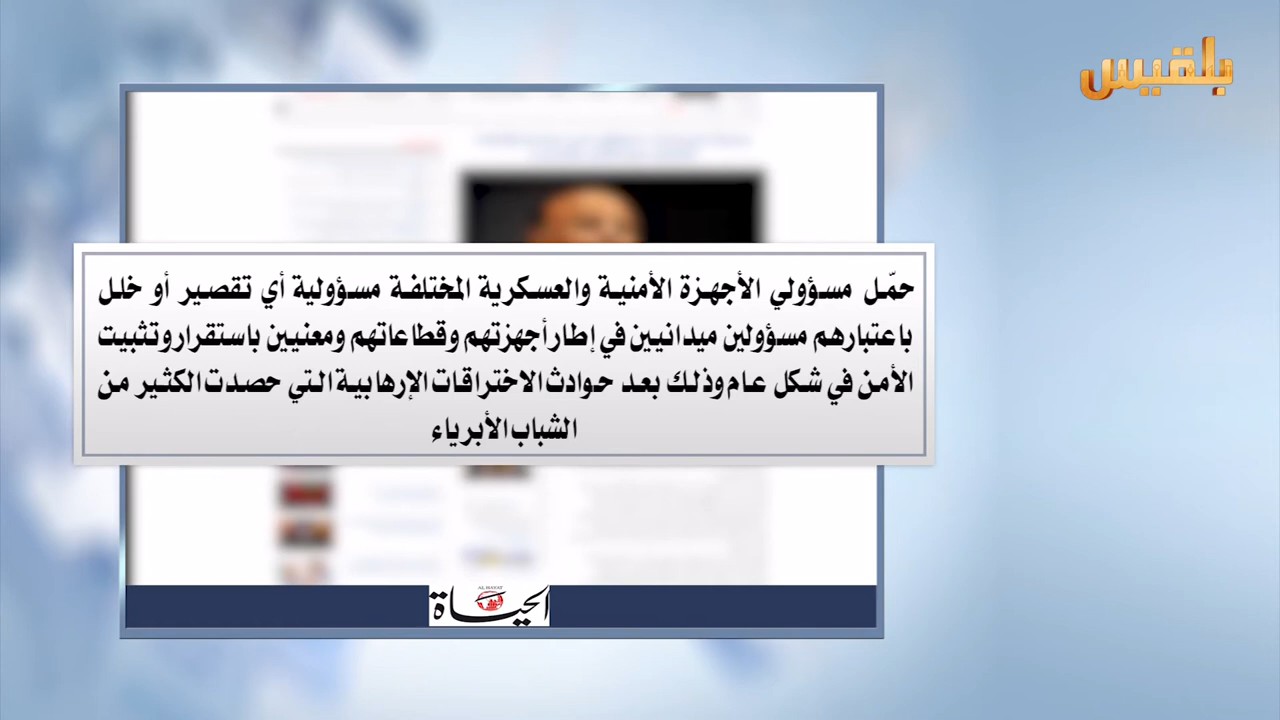 بلقيس
حمّل مسؤولي الأجهزة الأمنية والعسكرية المختلفة مسؤولية أي تقصير أو خلل
باعتبارهم مسؤولين ميدانيين في إطار أجهزتهم وقطاعاتهم ومعنيين باستقرار وتثبيت
الأمن في شكل عام وذلك بعد حوادث الاختراقات الإرهابية التي حصدت الكثير من
الشباب الأبرياء
AL HAYAT
الحياة